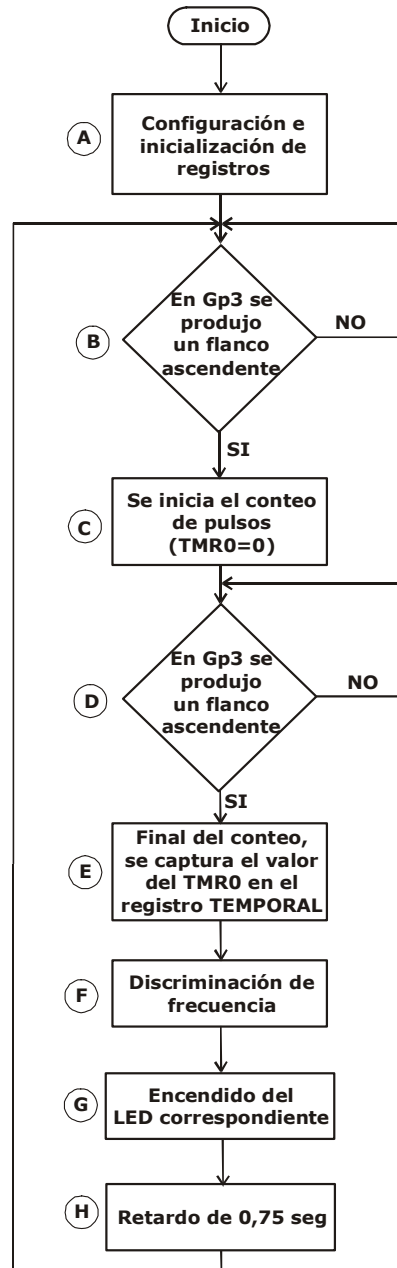 Inicio
A
Configuración e
inicialización de
registros
B
En Gp3 se
produjo
un flanco
ascendente
NO
SI
C
Se inicia el conteo
de pulsos
(TMR0=0)
D
En Gp3 se
produjo
un flanco
ascendente
NO
SI
E
Final del conteo,
se captura el valor
del TMR0 en el
registro TEMPORAL
F
Discriminación de
frecuencia
G
Encendido del
LED correspondiente
H
Retardo de 0,75 seg